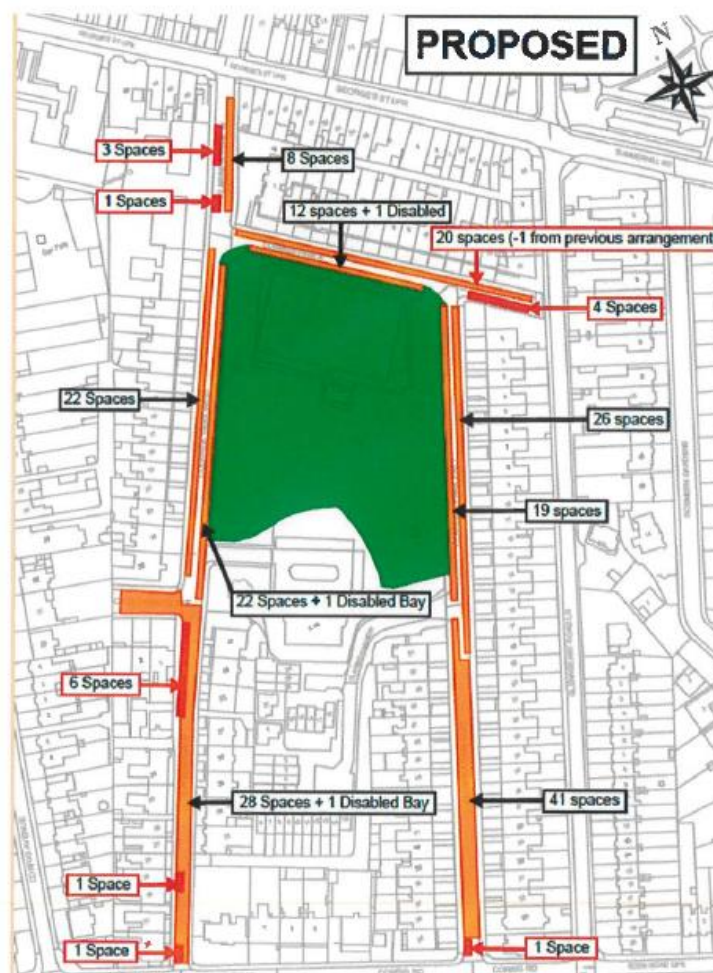 PROPOSED
N
3 Spaces
8 Spaces
1 Spaces
12 spaces + 1 Disabled
20 spaces (-1 from previous arrangement
4 Spaces
22 Spaces
26 spaces
19 spaces
22 Spaces + 1 Disabled Bay
6 Spaces
28 Spaces + 1 Disabled Bay
41 spaces
1 Space
1 Space
1 Space